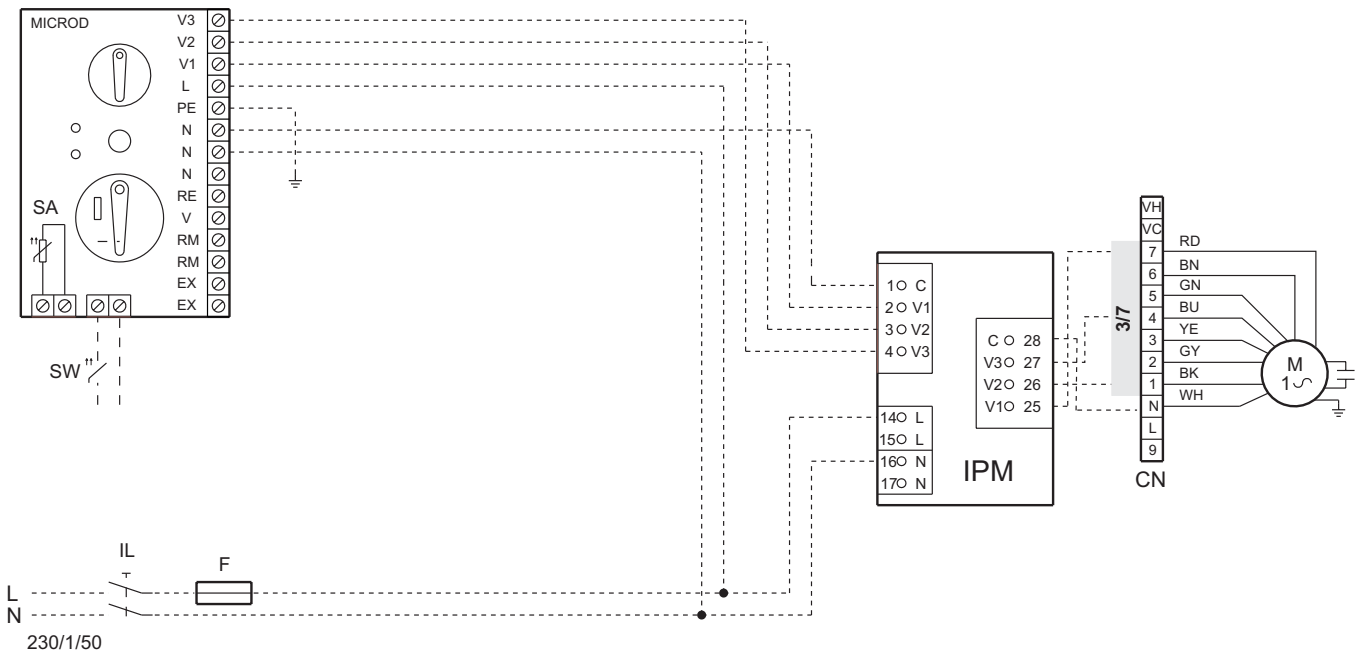 MICROD
V3
V2
V1
L
PE
N
N
N
RE
V
RM
RM
EX
EX
SA
SW
1 C
2 V1
3 V2
4 V3
C 28
V3 27
V2 26
V1 25
14 L
15 L
16 N
17 N
IPM
3/7
VH
VC
7
6
5
4
3
2
1
N
L
9
CN
RD
BN
GN
BU
YE
GY
BK
WH
M
1
IL
F
L
N
230/1/50